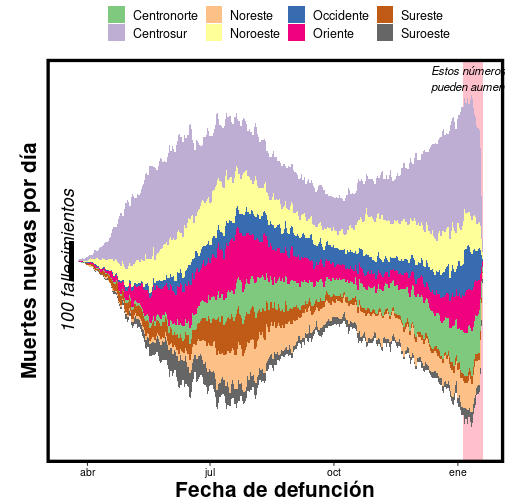 Centronorte Noreste Occidente Sureste
Centrosur Noroeste Oriente Suroeste
Estos números
pueden aumen
Muertes nuevas por día
100 fallecimientos
abr jul oct ene
Fecha de defunción